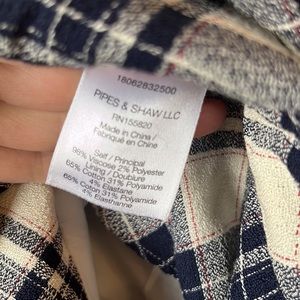 18062832500
PIPES & SHAW LLC
RN155820
Made in China /
Fabriqué en Chine
Self / Principal
98% Viscose 2% Polyester
Lining / Doublure
65% Cotton 31% Polyamide
4% Elastane
65% Coton 31% Polyamide
4% Elasthanne